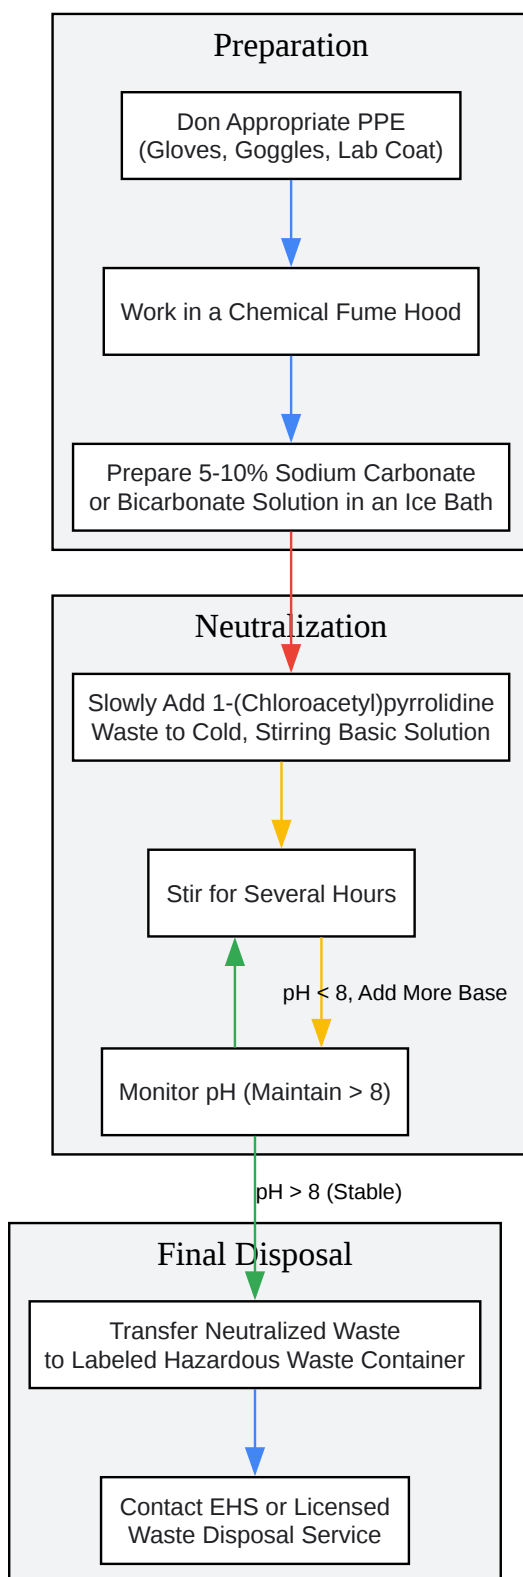 Preparation
Don Appropriate PPE
(Gloves, Goggles, Lab Coat)
Work in a Chemical Fume Hood
Prepare 5-10% Sodium Carbonate
or Bicarbonate Solution in an Ice Bath
Neutralization
Slowly Add 1-(Chloroacetyl)pyrrolidine
Waste to Cold, Stirring Basic Solution
Stir for Several Hours
pH < 8, Add More Base
Monitor pH (Maintain > 8)
pH > 8 (Stable)
Final Disposal
Transfer Neutralized Waste
to Labeled Hazardous Waste Container
Contact EHS or Licensed
Waste Disposal Service